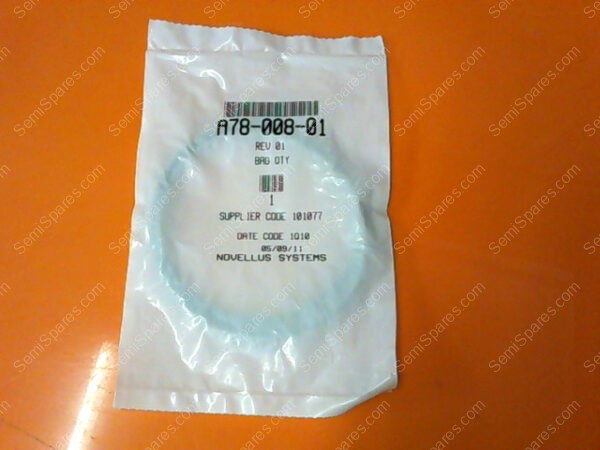 A78-008-01
REV 01
BAG QTY
1
SUPPLIER CODE 101077
DATE CODE 1Q10
05/09/11
NOVELLUS SYSTEMS
SemiSpares.com